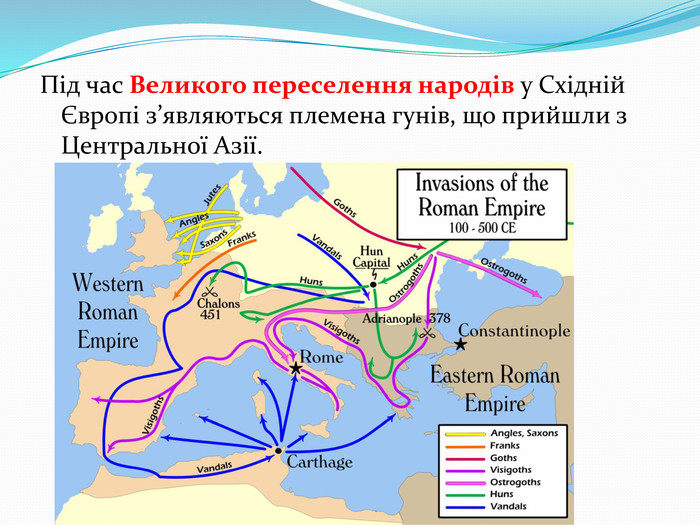 Під час Великого переселення народів у Східній
Європі з’являються племена гунів, що прийшли з
Центральної Азії.
Invasions of the
Roman Empire
100 - 500 CE
Jutes
Angles
Saxons
Franks
Goths
Vandals
Hun
Capital
Huns
Huns
Ostrogoths
Ostrogoths
Western
Roman
Empire
Chalons
451
Adrianople 378
Visigoths
Constantinople
Rome
Eastern Roman
Empire
Visigoths
Vandals
Carthage
Angles, Saxons
Franks
Goths
Visigoths
Ostrogoths
Huns
Vandals